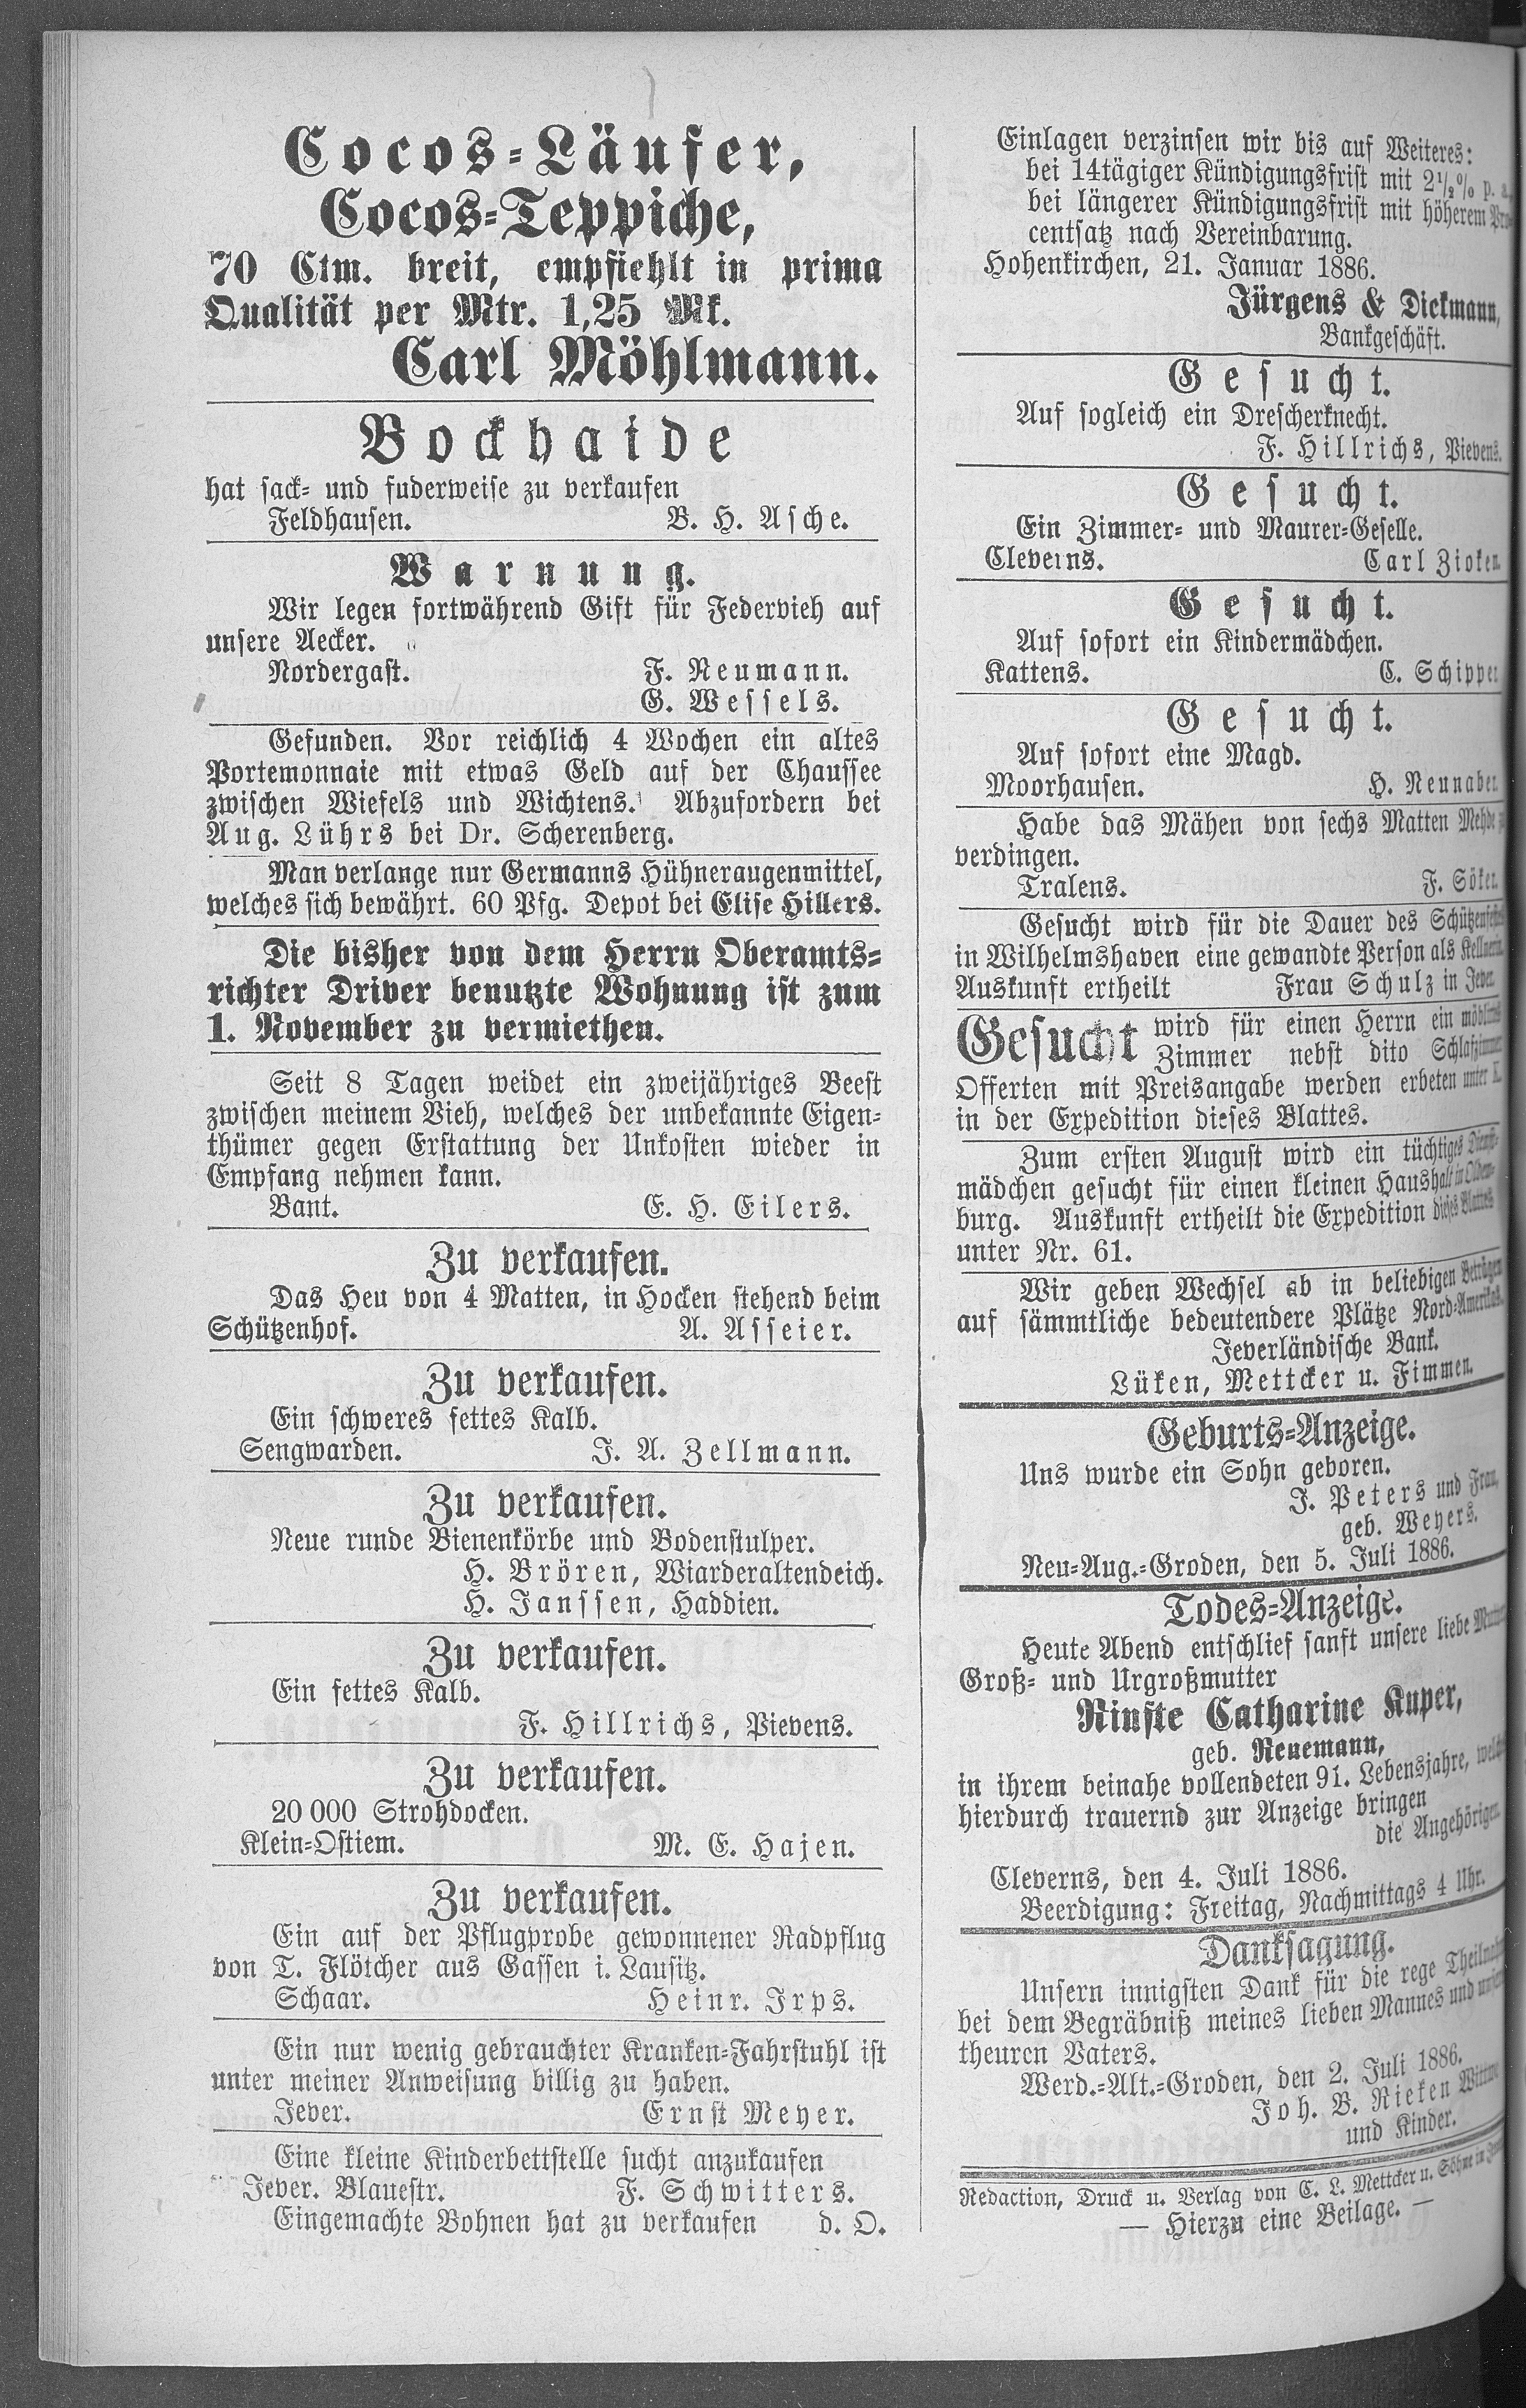 Cocos-Läufer,
Cocos-Teppiche,
70 Ctm. breit, empfiehlt in prima
Qualität per Mtr. 1,25 Mk.
Carl Möhlmann.
Bockhaide
hat sack- und fuderweise zu verkaufen
Feldhausen. B. H. Asche.
Warnung.
Wir legen fortwährend Gift für Federvieh auf
unsere Aecker.
Nordergast. F. Neumann.
G. Wessels.
Gefunden. Vor reichlich 4 Wochen ein altes
Portemonnaie mit etwas Geld auf der Chaussee
zwischen Wiefels und Wichtens. Abzufordern bei
Aug. Lührs bei Dr. Scherenberg.
Man verlange nur Germanns Hühneraugenmittel,
welches sich bewährt. 60 Pfg. Depot bei Elise Hillers.
Die bisher von dem Herrn Oberamts-
richter Driver benutzte Wohnung ist zum
1. November zu vermiethen.
Seit 8 Tagen weidet ein zweijähriges Beest
zwischen meinem Vieh, welches der unbekannte Eigen-
thümer gegen Erstattung der Unkosten wieder in
Empfang nehmen kann.
Bant. E. H. Eilers.
Zu verkaufen.
Das Heu von 4 Matten, in Hocken stehend beim
Schützenhof. A. Asseier.
Zu verkaufen.
Ein schweres fettes Kalb.
Sengwarden. J. A. Zellmann.
Zu verkaufen.
Neue runde Bienenkörbe und Bodenstulper.
H. Brören, Wiarderaltendeich.
H. Janssen, Haddien.
Zu verkaufen.
Ein fettes Kalb.
F. Hillrichs, Pievens.
Zu verkaufen.
20 000 Strohdocken.
Klein-Ostiem. M. E. Hajen.
Zu verkaufen.
Ein auf der Pflugprobe gewonnener Radpflug
von T. Flötcher aus Gassen i. Lausitz.
Schaar. Heinr. Irps.
Ein nur wenig gebrauchter Kranken-Fahrstuhl ist
unter meiner Anweisung billig zu haben.
Jever. Ernst Meyer.
Eine kleine Kinderbettstelle sucht anzukaufen
Jever. Blauestr. F. Schwitters.
Eingemachte Bohnen hat zu verkaufen d. O.
Einlagen verzinsen wir bis auf Weiteres:
bei 14tägiger Kündigungsfrist mit 2½% p. a.,
bei längerer Kündigungsfrist mit höherem Pro-
centsatz nach Vereinbarung.
Hohenkirchen, 21. Januar 1886.
Jürgens & Dickmann,
Bankgeschäft.
Gesucht.
Auf sogleich ein Drescherknecht.
F. Hillrichs, Pievens.
Gesucht.
Ein Zimmer- und Maurer-Geselle.
Cleverns. Carl Zioken.
Gesucht.
Auf sofort ein Kindermädchen.
Kattens. C. Schipper
Gesucht.
Auf sofort eine Magd.
Moorhausen. H. Nennaber.
Habe das Mähen von sechs Matten Mehde zu
verdingen.
Tralens. F. Söker.
Gesucht wird für die Dauer des Schützenfestes
in Wilhelmshaven eine gewandte Person als Kellnerin.
Auskunft ertheilt Frau Schulz in Jever.
Gesucht wird für einen Herrn ein möblirtes
Zimmer nebst dito Schlafzimmer
Offerten mit Preisangabe werden erbeten unter
in der Expedition dieses Blattes.
Zum ersten August wird ein tüchtiges Dienst-
mädchen gesucht für einen kleinen Haushalt in Olden-
burg. Auskunft ertheilt die Expedition dieses Blattes
unter Nr. 61.
Wir geben Wechsel ab in beliebigen Beträgen
auf sämmtliche bedeutendere Plätze Nord-Amerikas.
Jeverländische Bank.
Lüken, Mettcker u. Fimmen.
Geburts-Anzeige.
Uns wurde ein Sohn geboren.
J. Peters und Frau,
geb. Weyers.
Neu-Aug.-Groden, den 5. Juli 1886.
Todes-Anzeige.
Heute Abend entschlief sanft unsere liebe Mutter
Groß- und Urgroßmutter
Rinste Catharine Kuper,
geb. Renemann,
in ihrem beinahe vollendeten 91. Lebensjahre, welches
hierdurch trauernd zur Anzeige bringen
die Angehörigen.
Cleverns, den 4. Juli 1886.
Beerdigung: Freitag, Nachmittags 4 Uhr.
Danksagung.
Unsern innigsten Dank für die rege Theilnahme
bei dem Begräbniß meines lieben Mannes und unseres
theuren Vaters.
Werd.-Alt.-Groden, den 2. Juli 1886.
Joh. B. Rieken Wittwe
und Kinder.
Redaction, Druck u. Verlag von C. L. Mettcker u. Söhne in Jever
— Hierzu eine Beilage. —